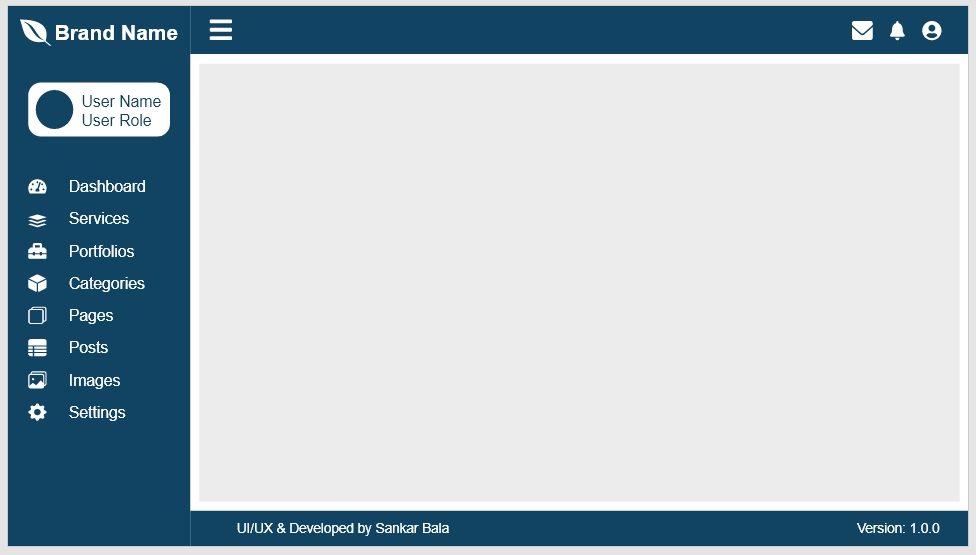 Brand Name
User Name
User Role
Dashboard
Services
Portfolios
Categories
Pages
Posts
Images
Settings
UI/UX & Developed by Sankar Bala
Version: 1.0.0